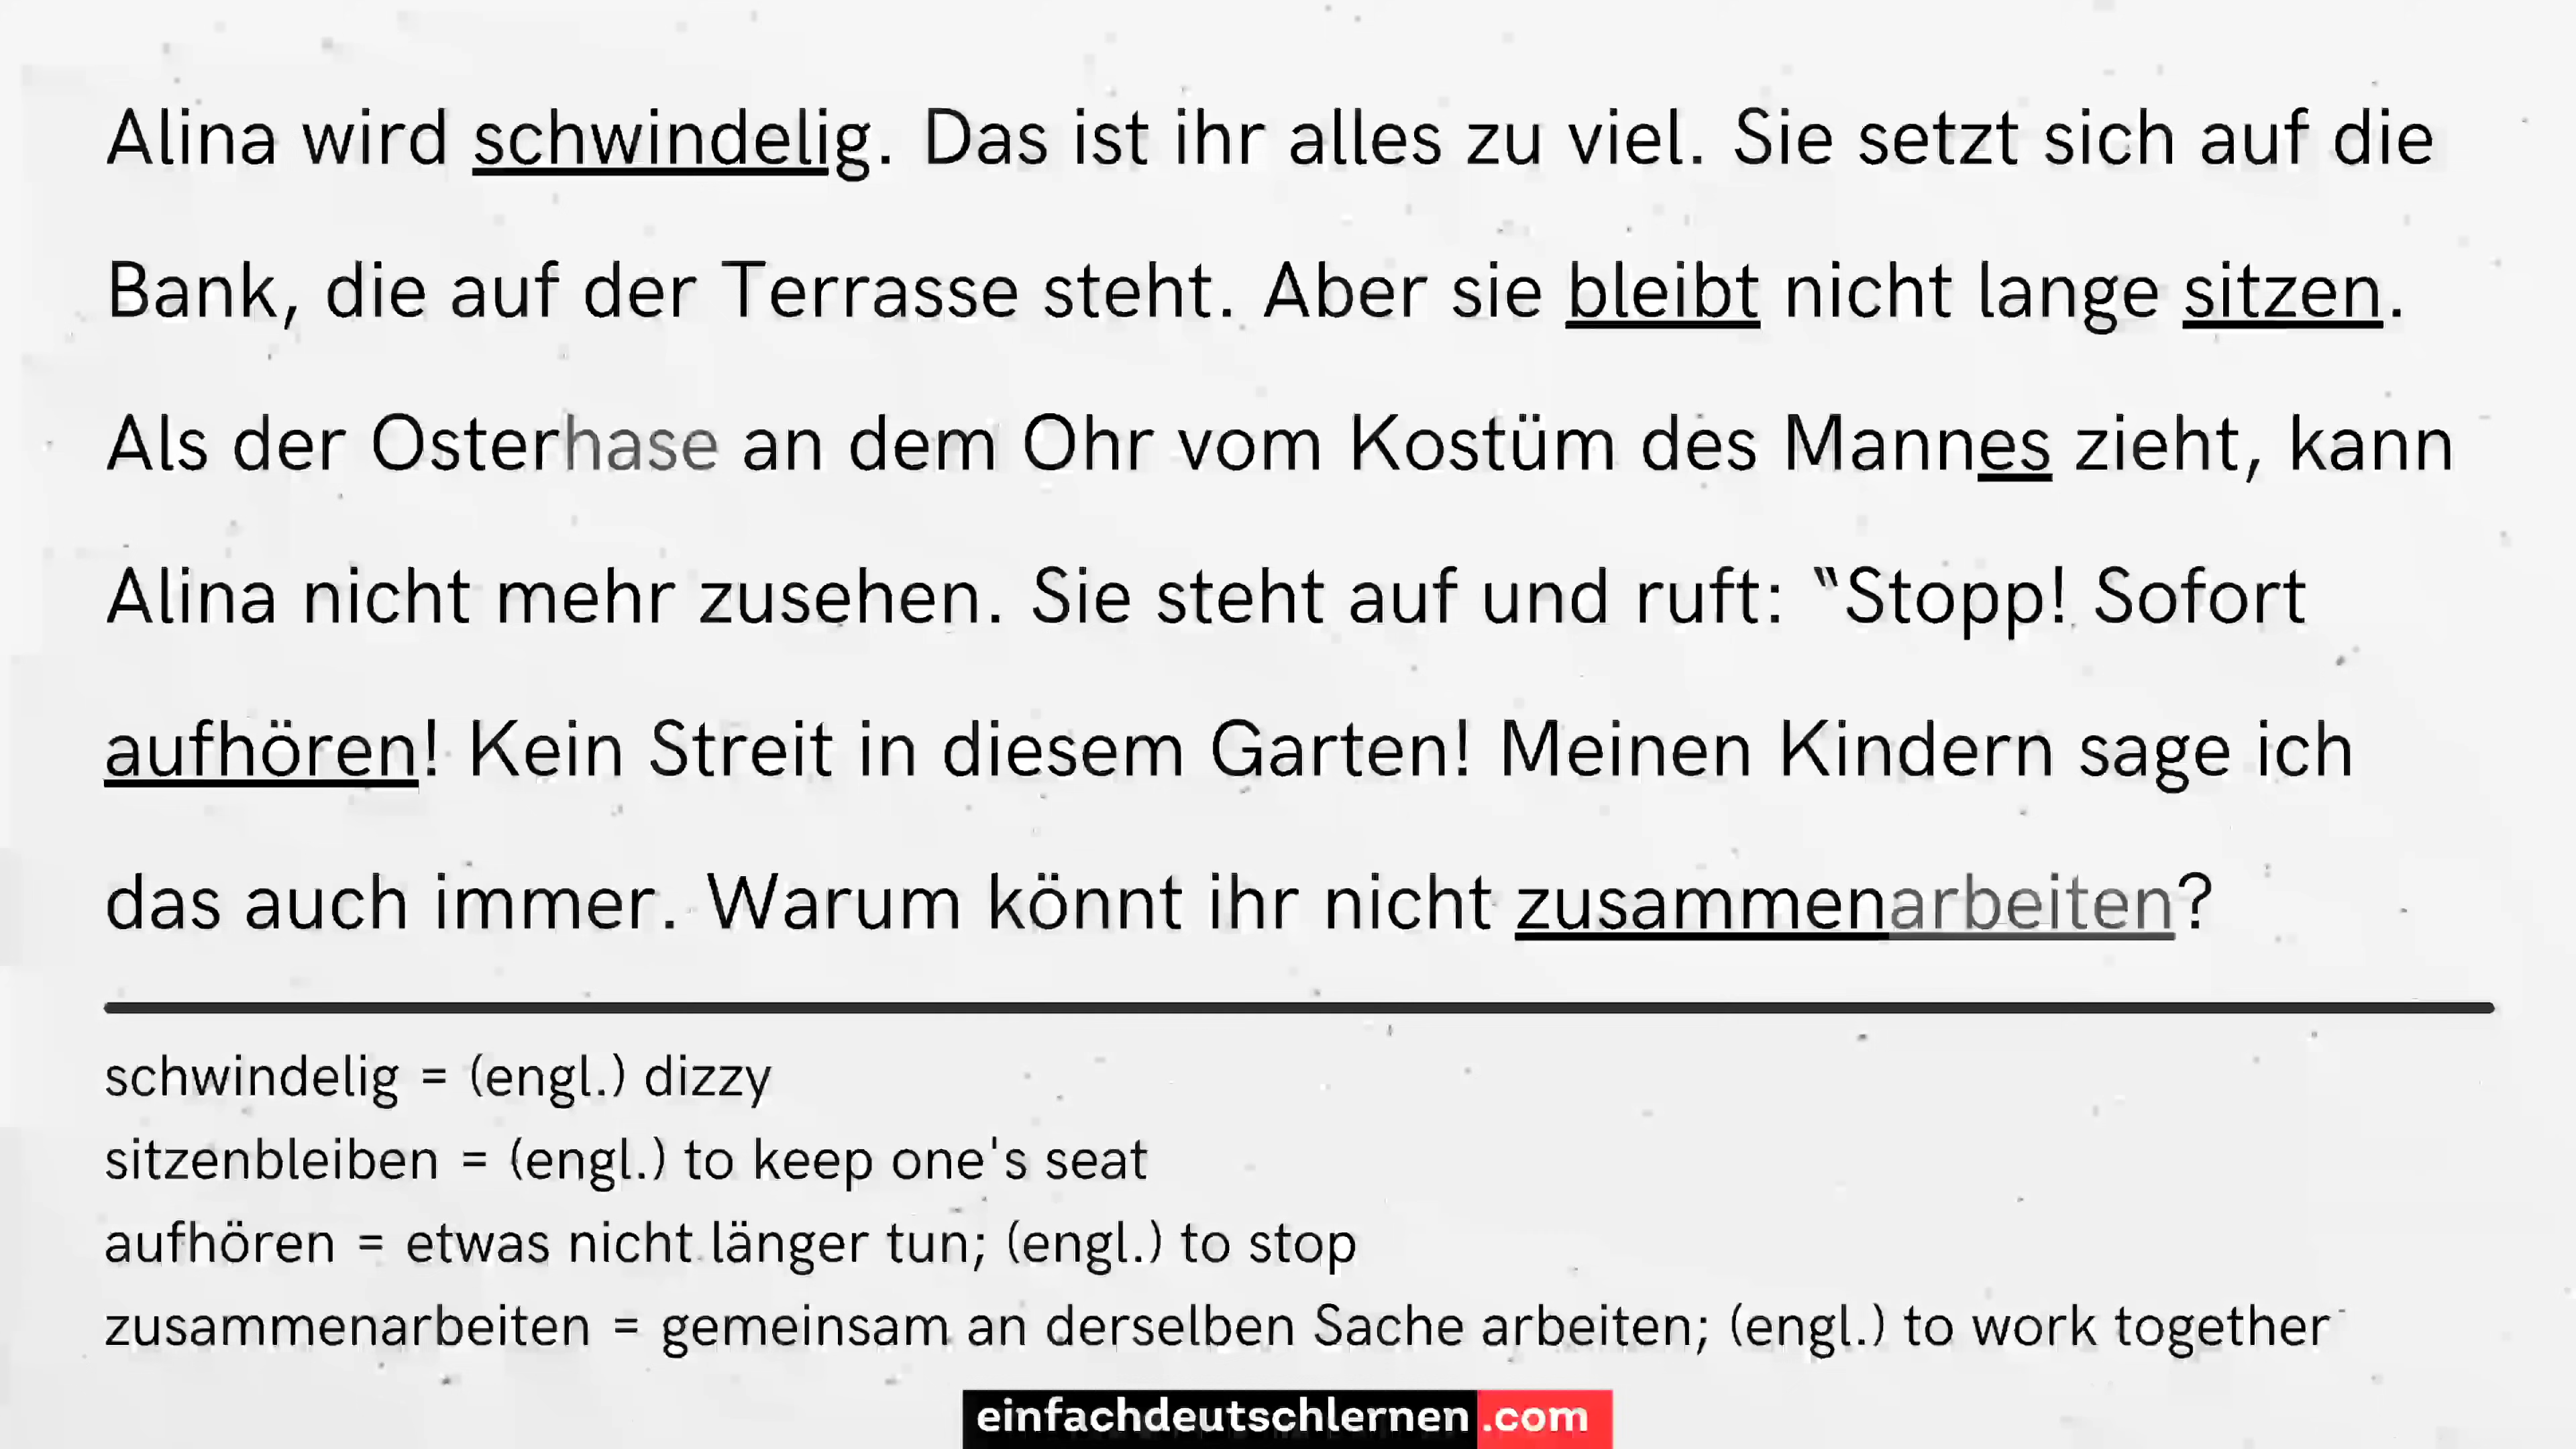 Alina wird schwindelig. Das ist ihr alles zu viel. Sie setzt sich auf die
Bank, die auf der Terrasse steht. Aber sie bleibt nicht lange sitzen.
Als der Osterhase an dem Ohr vom Kostüm des Mannes zieht, kann
Alina nicht mehr zusehen. Sie steht auf und ruft: “Stopp! Sofort
aufhören! Kein Streit in diesem Garten! Meinen Kindern sage ich
das auch immer. Warum könnt ihr nicht zusammenarbeiten?
schwindelig = (engl.) dizzy
sitzenbleiben = (engl.) to keep one's seat
aufhören = etwas nicht länger tun; (engl.) to stop
zusammenarbeiten = gemeinsam an derselben Sache arbeiten; (engl.) to work together
einfachdeutschlernen.com